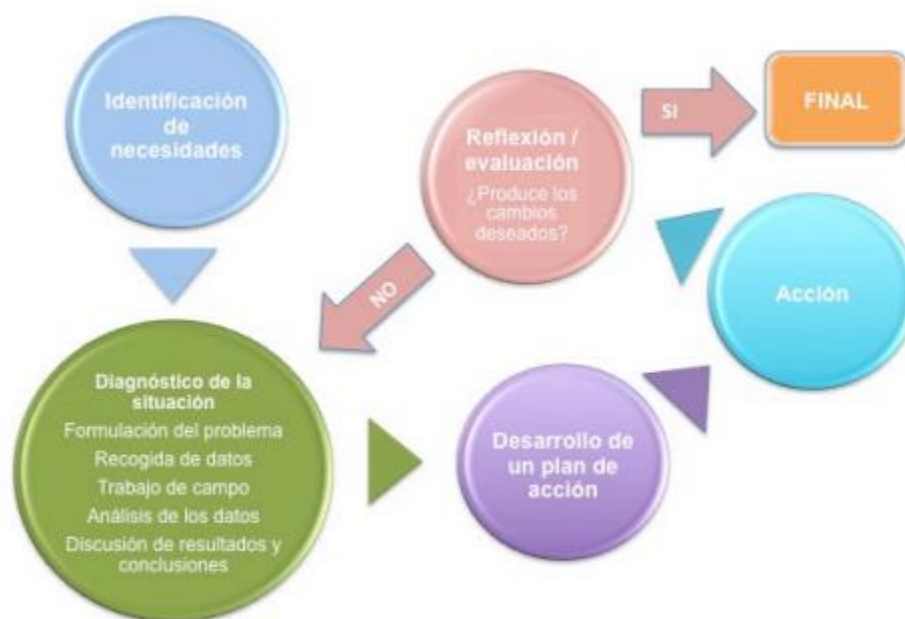 Identificación
de
necesidades
Reflexión /
evaluación
¿Produce los
cambios
deseados?
SI
FINAL
NO
Acción
Diagnóstico de la
situación
Formulación del problema
Recogida de datos
Trabajo de campo
Análisis de los datos
Discusión de resultados y
conclusiones
Desarrollo de
un plan de
acción